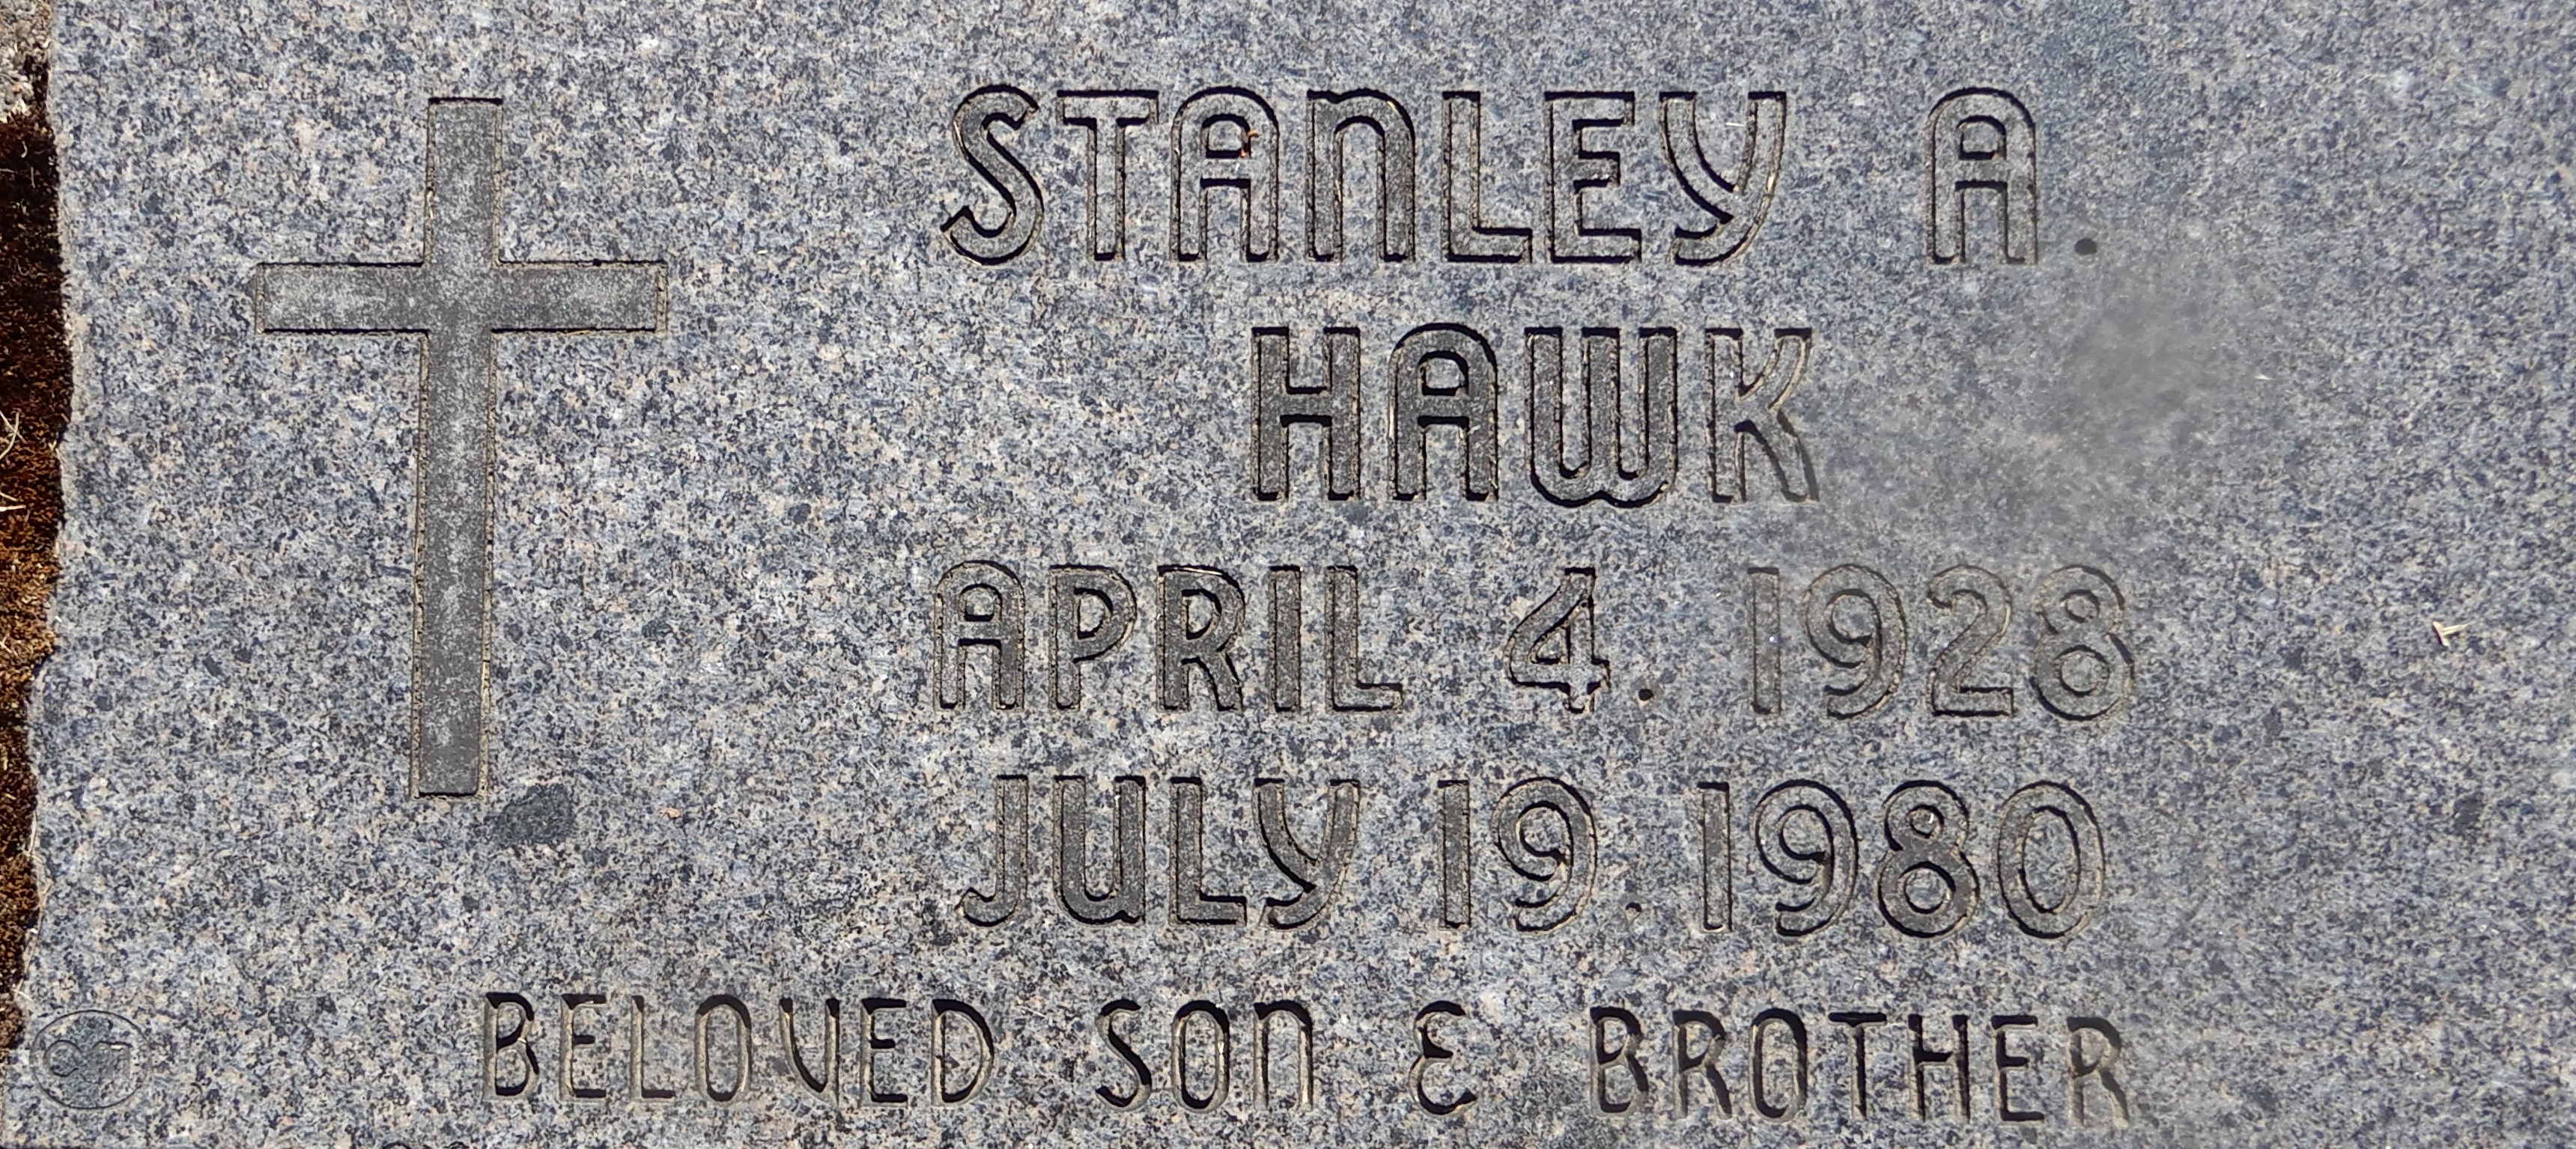 STANLEY A.
HAWK
APRIL 4. 1928
JULY 19. 1980
BELOVED SON & BROTHER